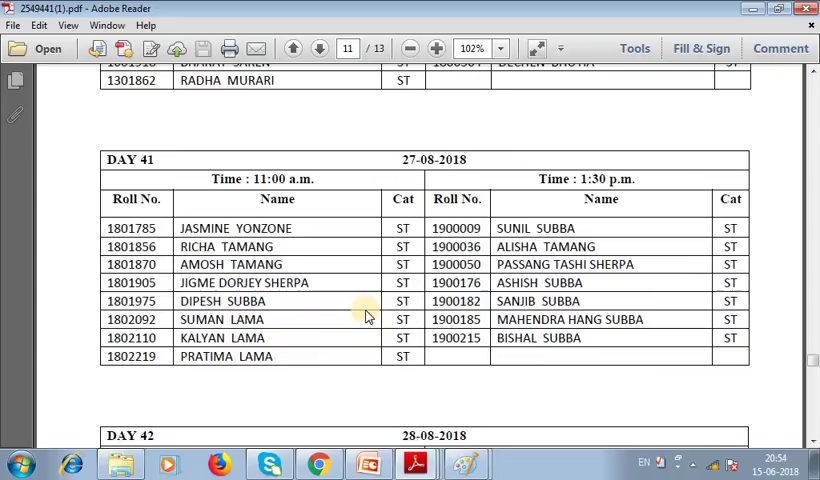 2549441(1).pdf - Adobe Reader
File Edit View Window Help
Open 11 / 13 102% Tools Fill & Sign Comment
1301862 RADHA MURARI ST
DAY 41 27-08-2018
Time : 11:00 a.m. Time : 1:30 p.m.
Roll No. Name Cat Roll No. Name Cat
1801785 JASMINE YONZONE ST 1900009 SUNIL SUBBA ST
1801856 RICHA TAMANG ST 1900036 ALISHA TAMANG ST
1801870 AMOSH TAMANG ST 1900050 PASSANG TASHI SHERPA ST
1801905 JIGME DORJEY SHERPA ST 1900176 ASHISH SUBBA ST
1801975 DIPESH SUBBA ST 1900182 SANJIB SUBBA ST
1802092 SUMAN LAMA ST 1900185 MAHENDRA HANG SUBBA ST
1802110 KALYAN LAMA ST 1900215 BISHAL SUBBA ST
1802219 PRATIMA LAMA ST
DAY 42 28-08-2018
EN 20:54
15-06-2018